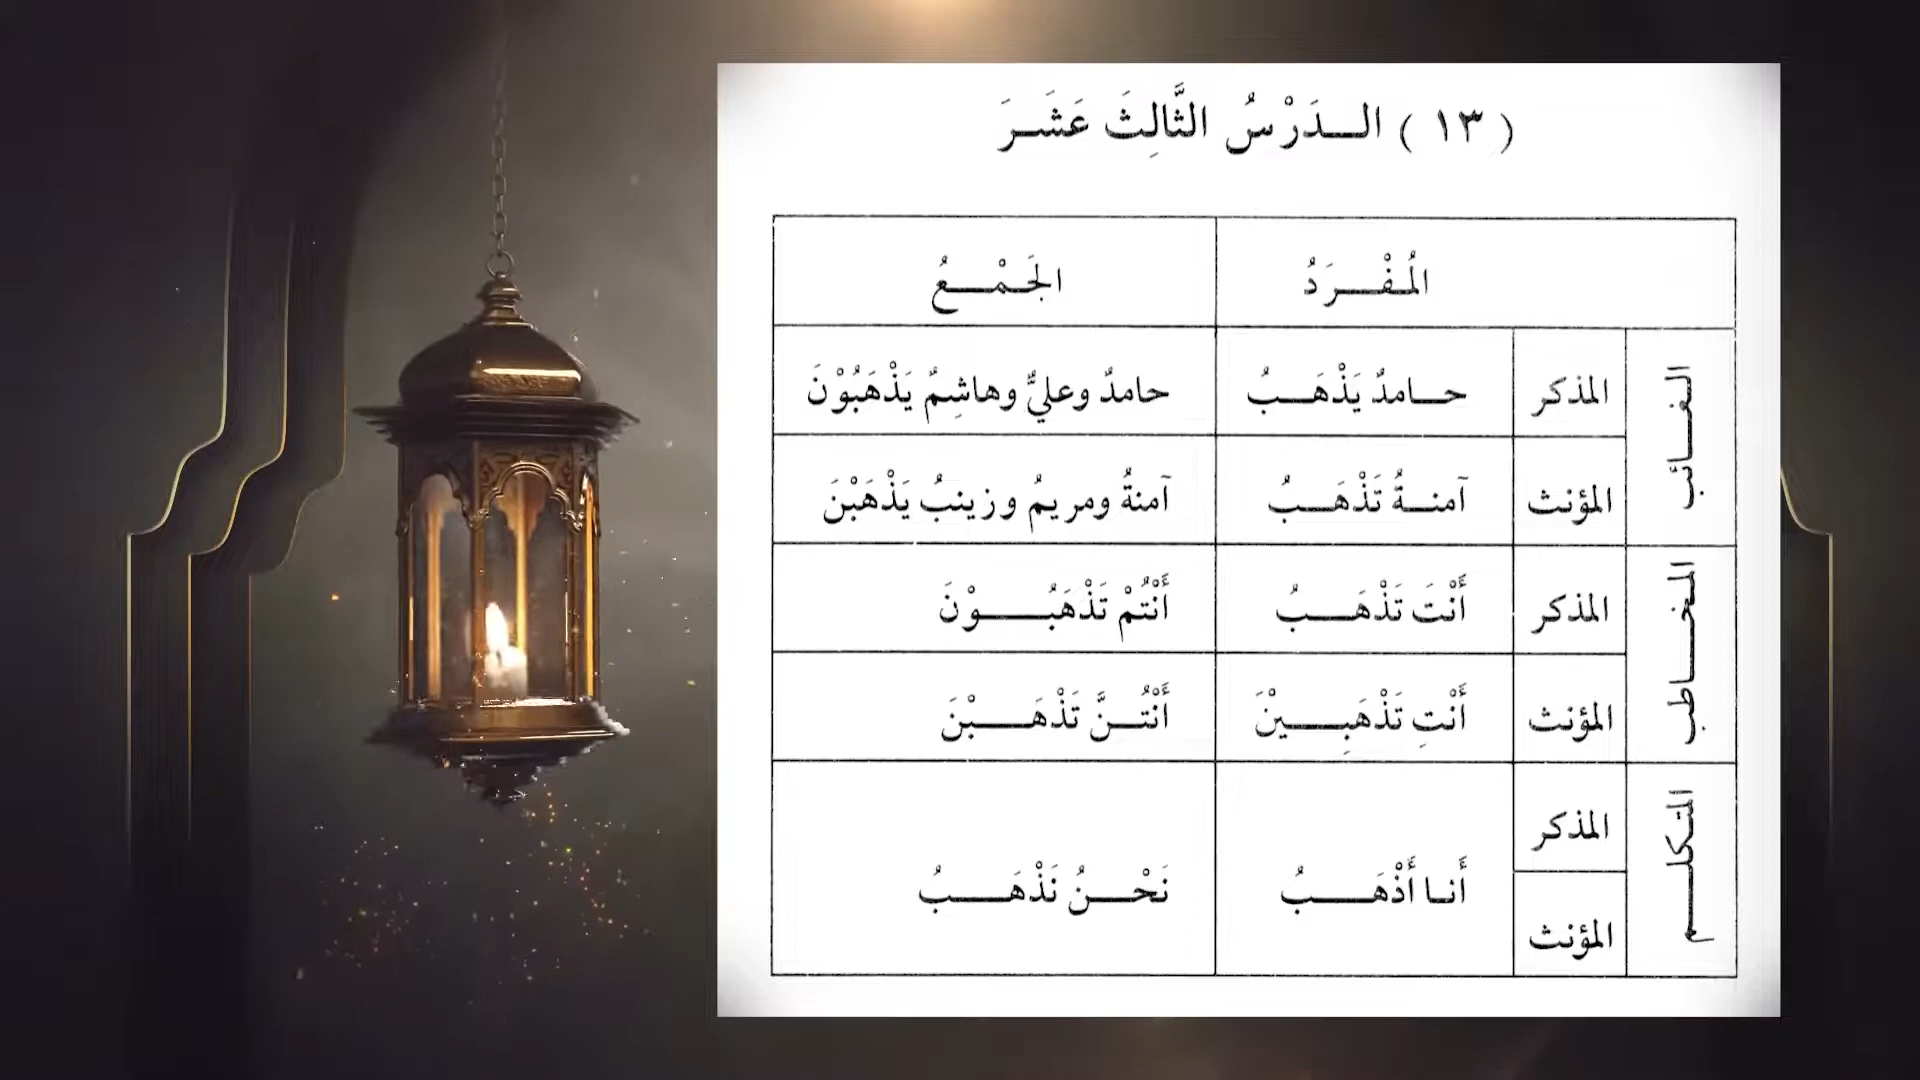 ( ١٣ ) الـدَرْسُ الثَّالِثَ عَشَرَ
المُفْرَدُ الجَمْعُ
الغائب
المذكر حامدٌ يَذْهَبُ حامدٌ وعليٌّ وهاشِمٌ يَذْهَبُوْنَ
المؤنث آمنةُ تَذْهَبُ آمنةُ ومريمُ وزينبُ يَذْهَبْنَ
المخاطب
المذكر أَنْتَ تَذْهَبُ أَنْتُمْ تَذْهَبُوْنَ
المؤنث أَنْتِ تَذْهَبِيْنَ أَنْتُنَّ تَذْهَبْنَ
المتكلم
المذكر
أَنا أَذْهَبُ نَحْنُ نَذْهَبُ
المؤنث